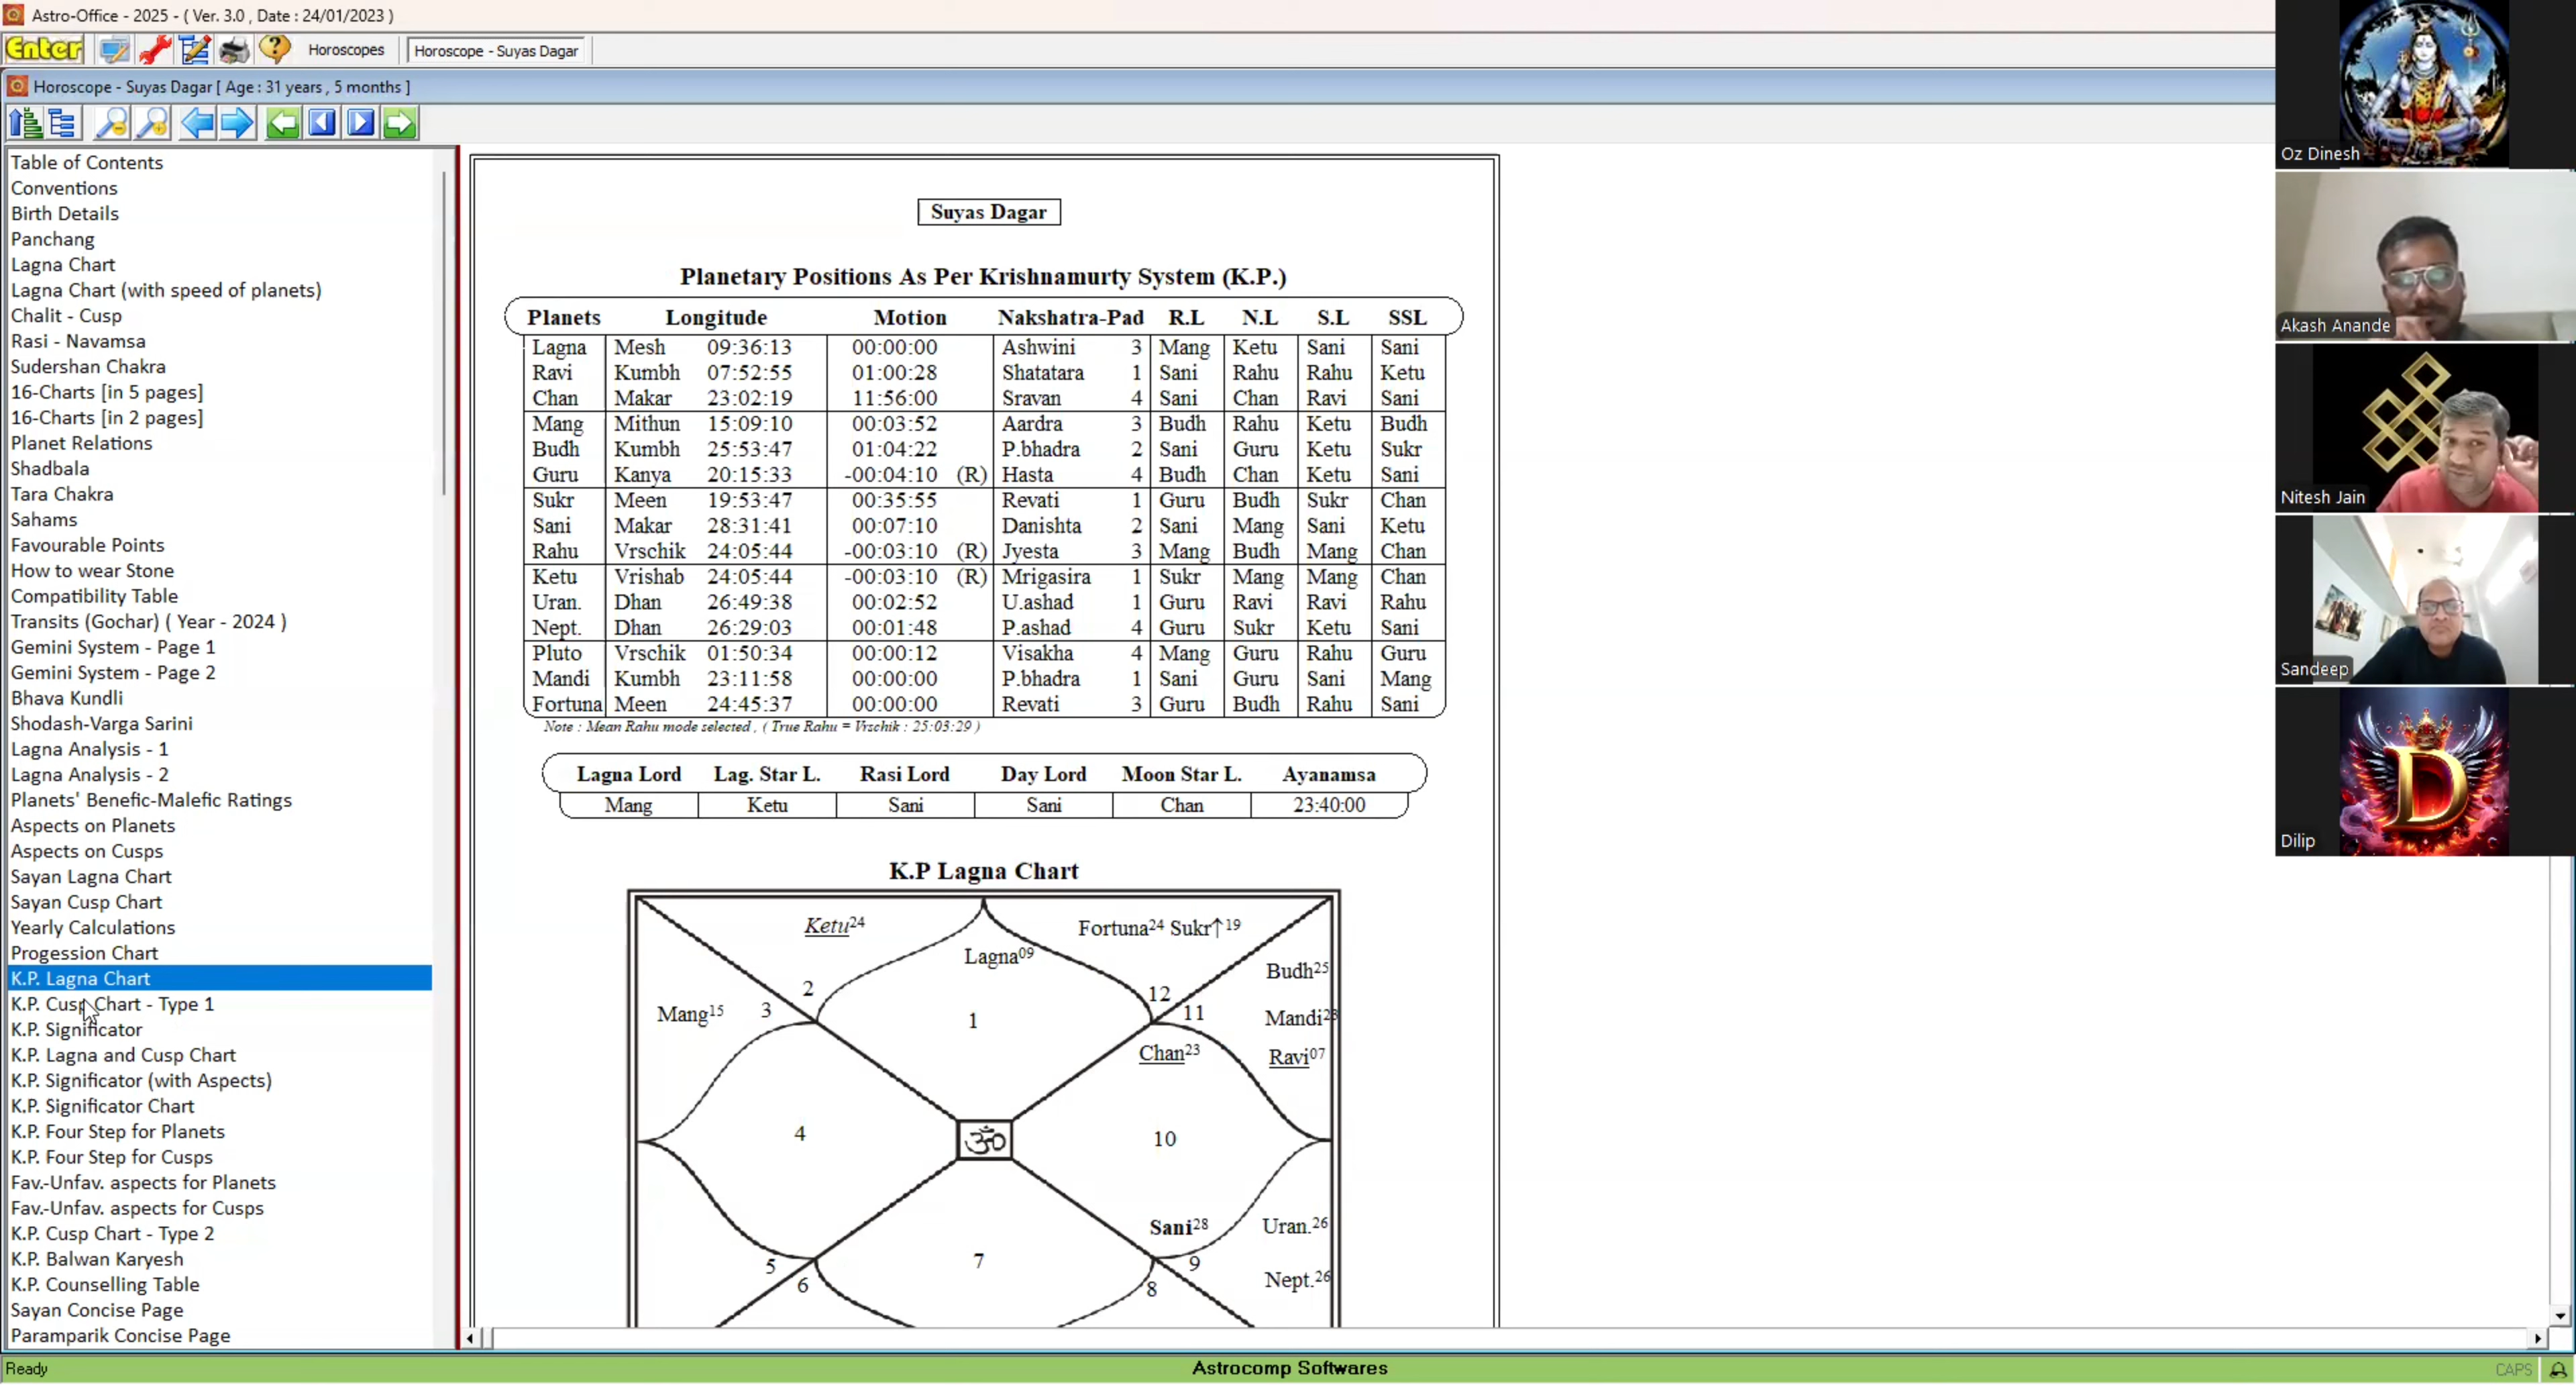 Astro-Office - 2025 - ( Ver. 3.0 , Date : 24/01/2023 )
Enter Horoscopes Horoscope - Suyas Dagar
Horoscope - Suyas Dagar [ Age : 31 years , 5 months ]
Table of Contents
Conventions
Birth Details
Panchang
Lagna Chart
Lagna Chart (with speed of planets)
Chalit - Cusp
Rasi - Navamsa
Sudershan Chakra
16-Charts [in 5 pages]
16-Charts [in 2 pages]
Planet Relations
Shadbala
Tara Chakra
Sahams
Favourable Points
How to wear Stone
Compatibility Table
Transits (Gochar) ( Year - 2024 )
Gemini System - Page 1
Gemini System - Page 2
Bhava Kundli
Shodash-Varga Sarini
Lagna Analysis - 1
Lagna Analysis - 2
Planets' Benefic-Malefic Ratings
Aspects on Planets
Aspects on Cusps
Sayan Lagna Chart
Sayan Cusp Chart
Yearly Calculations
Progession Chart
K.P. Lagna Chart
K.P. Cusp Chart - Type 1
K.P. Significator
K.P. Lagna and Cusp Chart
K.P. Significator (with Aspects)
K.P. Significator Chart
K.P. Four Step for Planets
K.P. Four Step for Cusps
Fav.-Unfav. aspects for Planets
Fav.-Unfav. aspects for Cusps
K.P. Cusp Chart - Type 2
K.P. Balwan Karyesh
K.P. Counselling Table
Sayan Concise Page
Paramparik Concise Page
Suyas Dagar
Planetary Positions As Per Krishnamurty System (K.P.)
Planets Longitude Motion Nakshatra-Pad R.L N.L S.L SSL
Lagna Mesh 09:36:13 00:00:00 Ashwini 3 Mang Ketu Sani Sani
Ravi Kumbh 07:52:55 01:00:28 Shatatara 1 Sani Rahu Rahu Ketu
Chan Makar 23:02:19 11:56:00 Sravan 4 Sani Chan Ravi Sani
Mang Mithun 15:09:10 00:03:52 Aardra 3 Budh Rahu Ketu Budh
Budh Kumbh 25:53:47 01:04:22 P.bhadra 2 Sani Guru Ketu Sukr
Guru Kanya 20:15:33 -00:04:10 (R) Hasta 4 Budh Chan Ketu Sani
Sukr Meen 19:53:47 00:35:55 Revati 1 Guru Budh Sukr Chan
Sani Makar 28:31:41 00:07:10 Danishta 2 Sani Mang Sani Ketu
Rahu Vrschik 24:05:44 -00:03:10 (R) Jyesta 3 Mang Budh Mang Chan
Ketu Vrishab 24:05:44 -00:03:10 (R) Mrigasira 1 Sukr Mang Mang Chan
Uran. Dhan 26:49:38 00:02:52 U.ashad 1 Guru Ravi Ravi Rahu
Nept. Dhan 26:29:03 00:01:48 P.ashad 4 Guru Sukr Ketu Sani
Pluto Vrschik 01:50:34 00:00:12 Visakha 4 Mang Guru Rahu Guru
Mandi Kumbh 23:11:58 00:00:00 P.bhadra 1 Sani Guru Sani Mang
Fortuna Meen 24:45:37 00:00:00 Revati 3 Guru Budh Rahu Sani
Note : Mean Rahu mode selected , ( True Rahu = Vrschik : 25:03:29 )
Lagna Lord Lag. Star L. Rasi Lord Day Lord Moon Star L. Ayanamsa
Mang Ketu Sani Sani Chan 23:40:00
K.P Lagna Chart
Ketu24 Fortuna24 Sukr↑19
Lagna09
Budh25
2 12
Mang15 3 1 11 Mandi23
Chan23 Ravi07
4 ॐ 10
Sani28 Uran.26
5 7 9
6 8 Nept.26
Oz Dinesh
Akash Anande
Nitesh Jain
Sandeep
D
Dilip
Ready Astrocomp Softwares CAPS